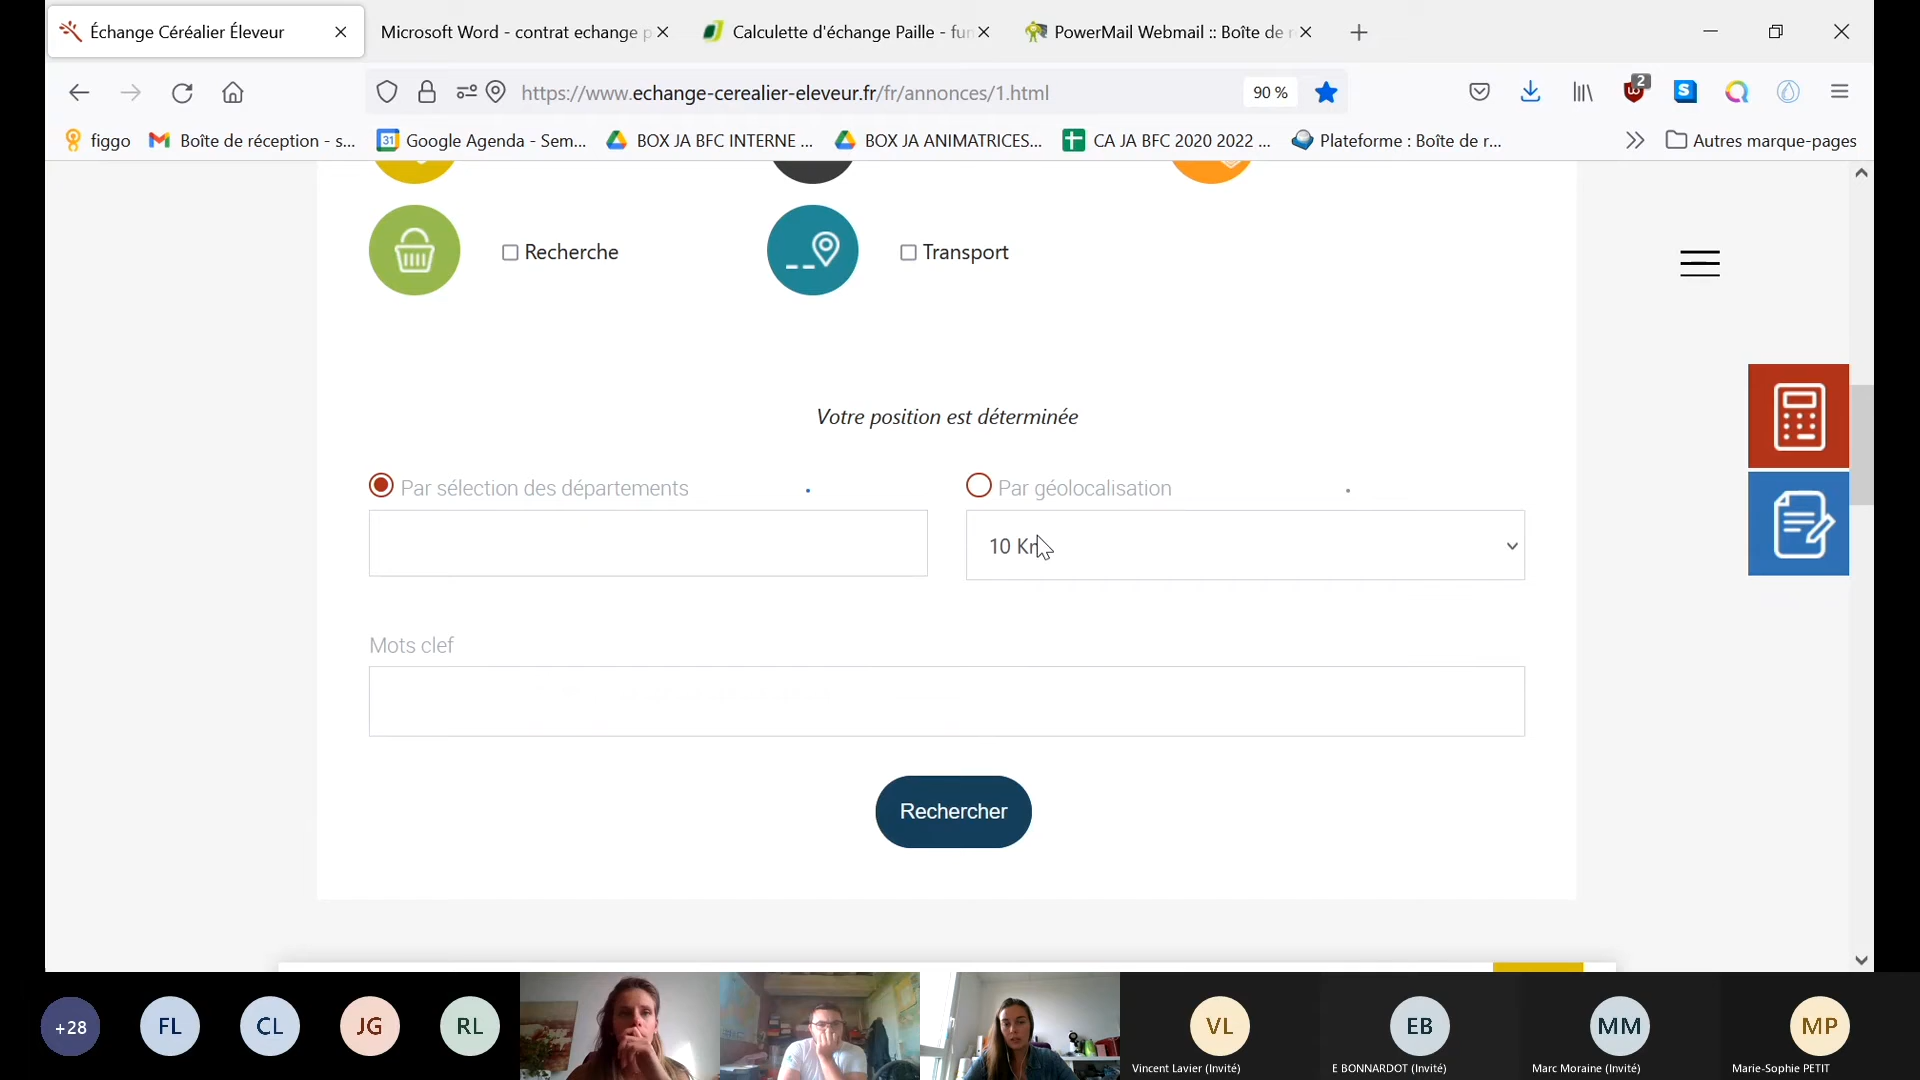 Échange Céréalier Éleveur
Microsoft Word - contrat echange p
Calculette d'échange Paille - fun
PowerMail Webmail :: Boîte de r
https://www.echange-cerealier-eleveur.fr/fr/annonces/1.html
90 %
2
figgo
Boîte de réception - s...
Google Agenda - Sem...
BOX JA BFC INTERNE ...
BOX JA ANIMATRICES...
CA JA BFC 2020 2022 ...
Plateforme : Boîte de r...
Autres marque-pages
Recherche
Transport
Votre position est déterminée
Par sélection des départements
Par géolocalisation
10 Km
Mots clef
Rechercher
+28
FL
CL
JG
RL
VL
EB
MM
MP
Vincent Lavier (Invité)
E BONNARDOT (Invité)
Marc Moraine (Invité)
Marie-Sophie PETIT